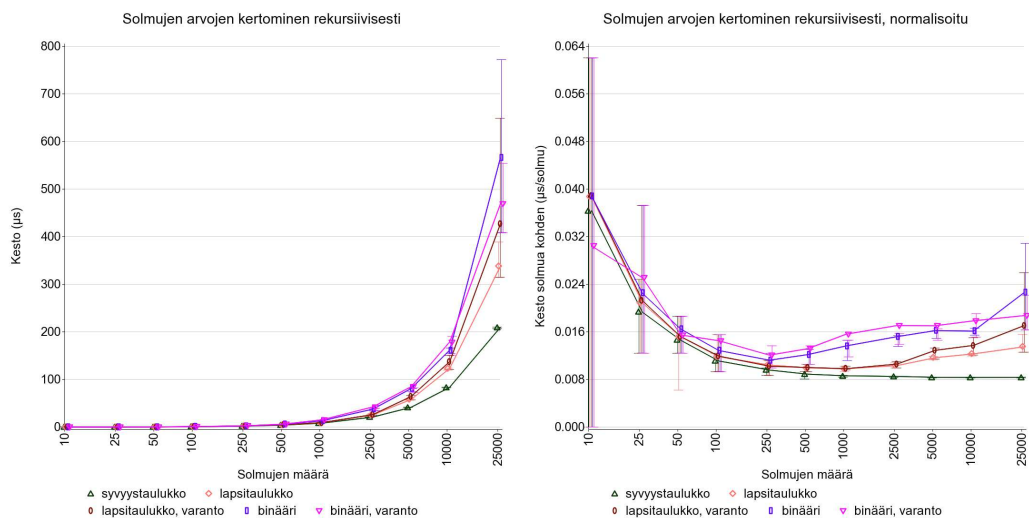 Solmujen arvojen kertominen rekursiivisesti
800
700
600
500
400
300
200
100
0
Kesto (µs)
10
25
50
100
250
500
1000
2500
5000
10000
25000
Solmujen määrä
syvyystaulukko
lapsitaulukko
lapsitaulukko, varanto
binääri
binääri, varanto
Solmujen arvojen kertominen rekursiivisesti, normalisoitu
0.064
0.056
0.048
0.040
0.032
0.024
0.016
0.008
0.000
Kesto solmua kohden (µs/solmu)
10
25
50
100
250
500
1000
2500
5000
10000
25000
Solmujen määrä
syvyystaulukko
lapsitaulukko
lapsitaulukko, varanto
binääri
binääri, varanto